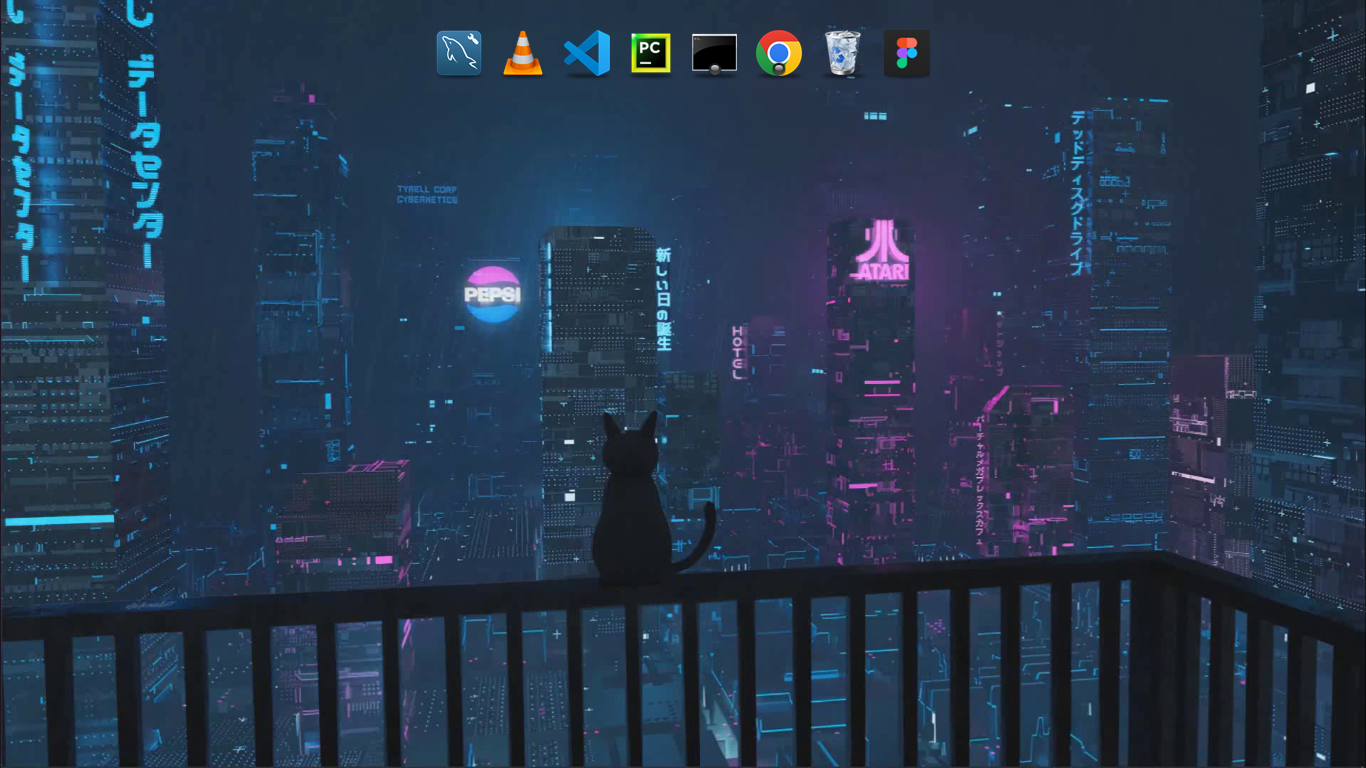 データセンター
データセンター
PC
TYRELL CORP
CYBERNETICS
PEPSI
新しい日の誕生
HOTEL
ATARI
デッドディスクドライブ